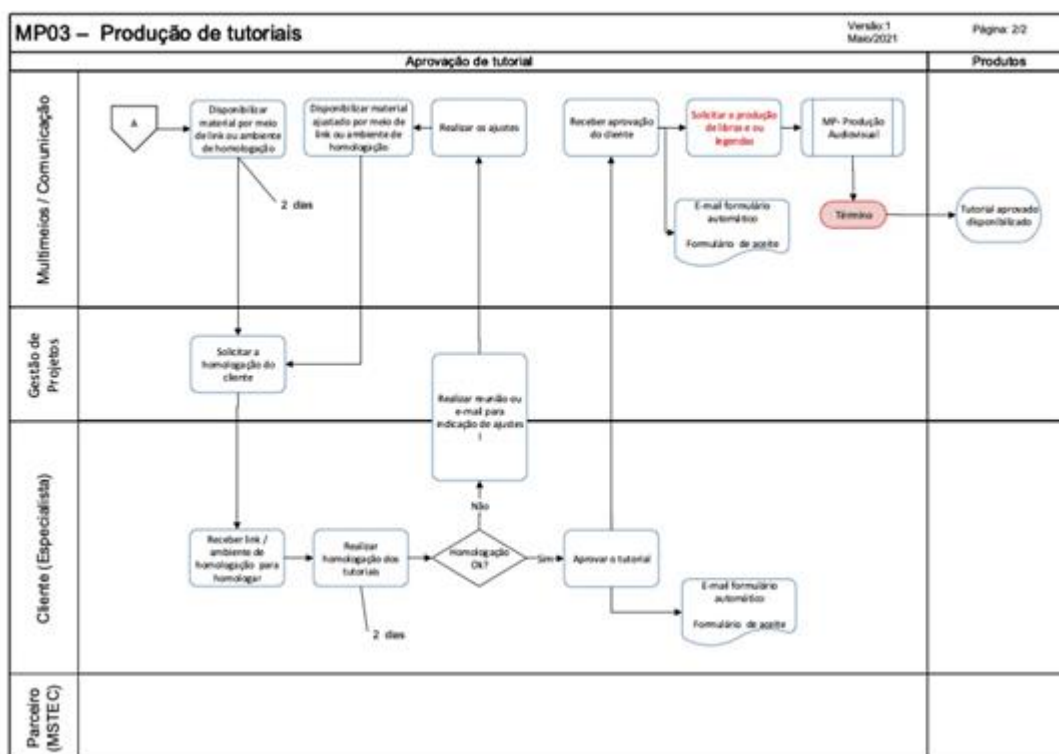 MP03 – Produção de tutoriais
Versão:1
Maio/2021
Página: 2/2
Aprovação de tutorial
Produtos
Multimeios / Comunicação
A
Disponibilizar
material por meio
de link ou ambiente
de homologação
2 dias
Disponibilizar material
ajustado por meio de
link ou ambiente de
homologação
Realizar os ajustes
Receber aprovação
do cliente
Solicitar a produção
de libras e ou
legendas
MP- Produção
Audiovisual
E-mail formulário
automático
Formulário de aceite
Término
Tutorial aprovado
disponibilizado
Gestão de
Projetos
Solicitar a
homologação do
cliente
Realizar reunião ou
e-mail para
indicação de ajustes
I
Cliente (Especialista)
Receber link /
ambiente de
homologação para
homologar
Realizar
homologação dos
tutoriais
2 dias
Homologação
Ok?
Não
Sim
Aprovar o tutorial
E-mail formulário
automático
Formulário de aceite
Parceiro
(MSTEC)